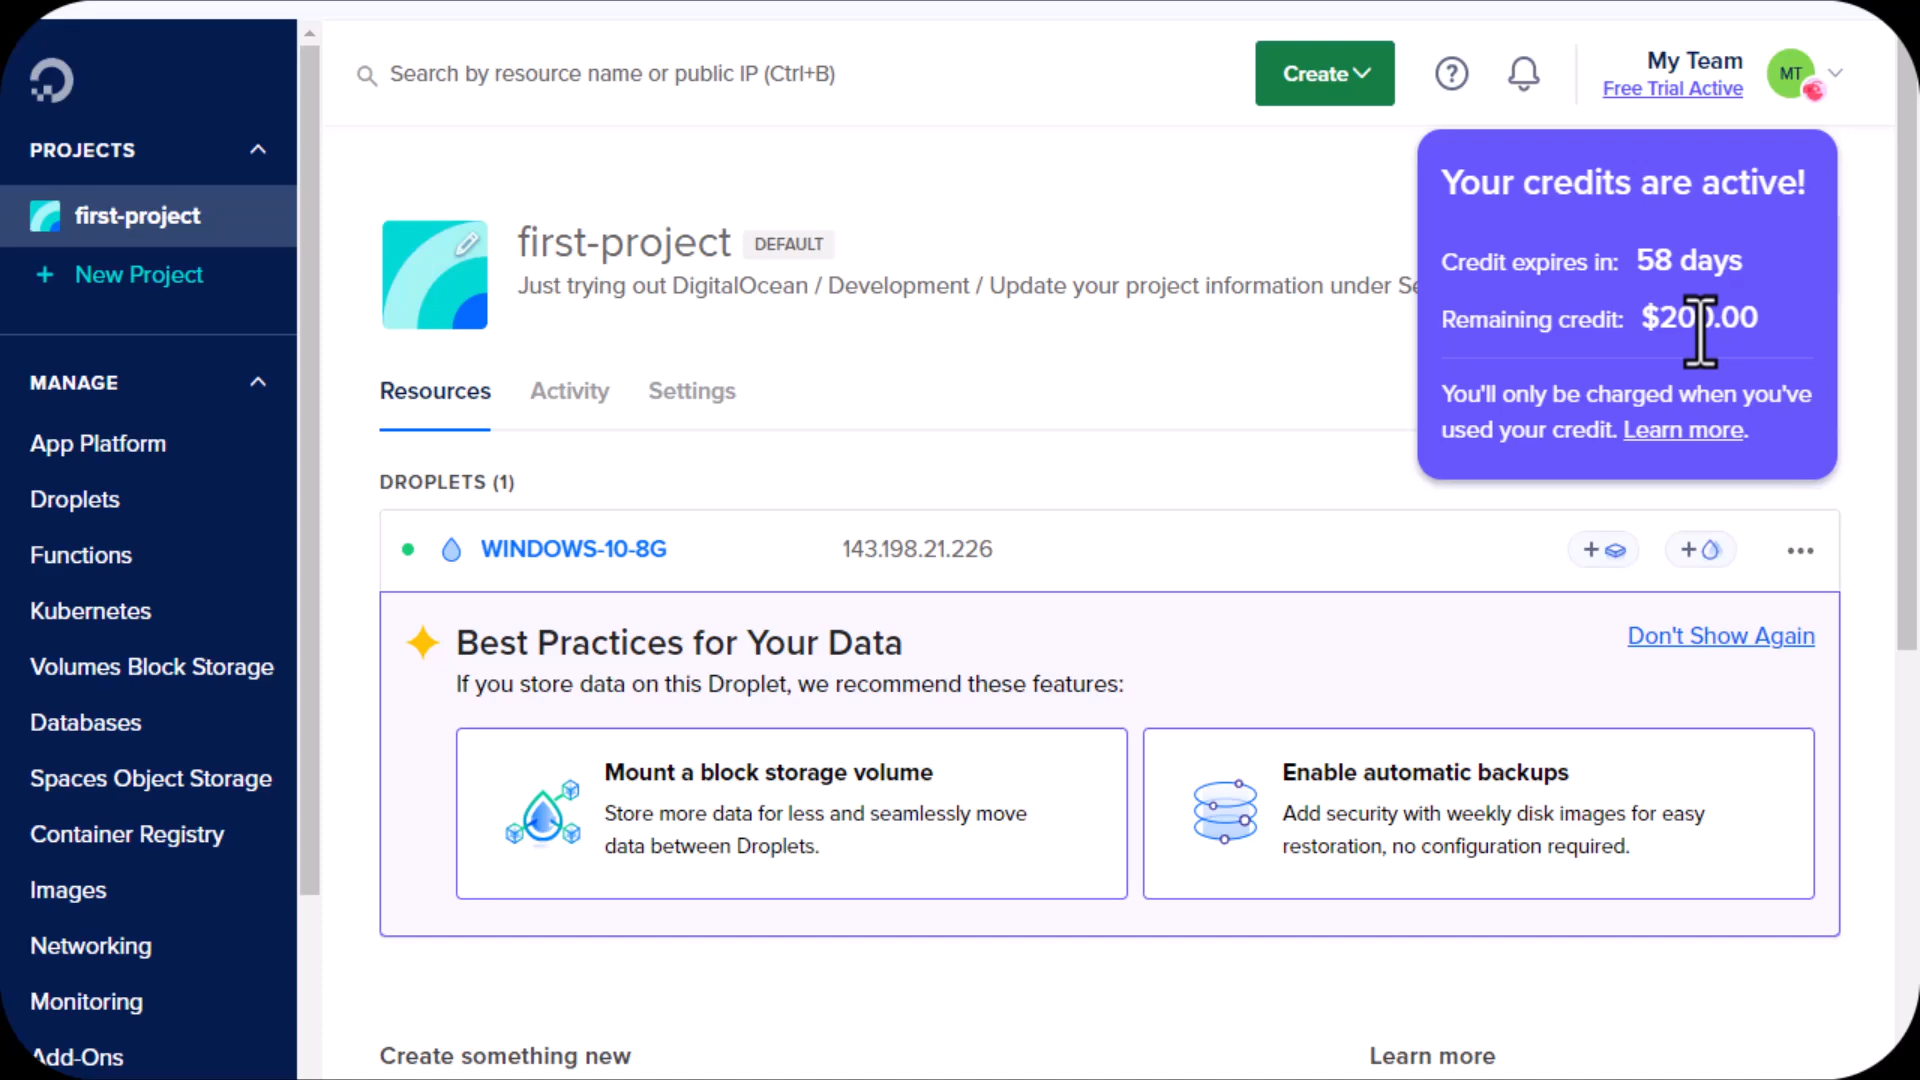 Search by resource name or public IP (Ctrl+B)
Create
My Team
Free Trial Active
MT
PROJECTS
first-project
+ New Project
MANAGE
App Platform
Droplets
Functions
Kubernetes
Volumes Block Storage
Databases
Spaces Object Storage
Container Registry
Images
Networking
Monitoring
Add-Ons
first-project DEFAULT
Just trying out DigitalOcean / Development / Update your project information under Se
Your credits are active!
Credit expires in: 58 days
Remaining credit: $200.00
You'll only be charged when you've
used your credit. Learn more.
Resources Activity Settings
DROPLETS (1)
WINDOWS-10-8G 143.198.21.226
Best Practices for Your Data
Don't Show Again
If you store data on this Droplet, we recommend these features:
Mount a block storage volume
Store more data for less and seamlessly move
data between Droplets.
Enable automatic backups
Add security with weekly disk images for easy
restoration, no configuration required.
Create something new
Learn more